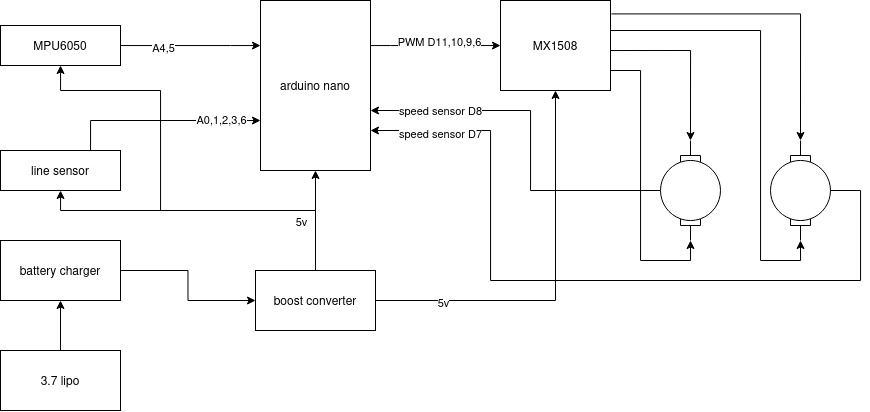 MPU6050
A4,5
arduino nano
PWM D11,10,9,6
MX1508
speed sensor D8
A0,1,2,3,6
speed sensor D7
line sensor
5v
battery charger
boost converter
5v
3.7 lipo